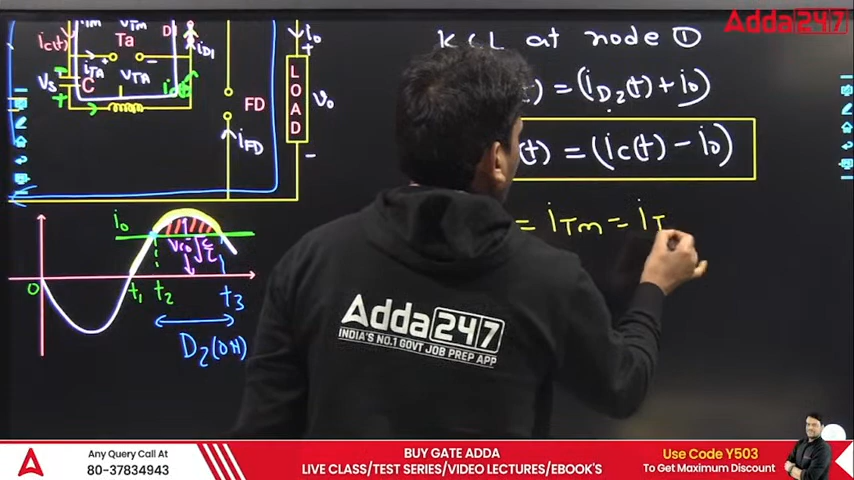 Adda247
iTm
VTm
D1
iC(t)
Ta
iD1
iTA
VTA
Vs
C
i0
LOAD
V0
FD
iFD
KCL at node ①
(t) = (iD2(t) + i0)
(t) = (iC(t) - i0)
= iTm = iT
i0
0
t1
t2
t3
D2(ON)
Adda247
INDIA'S NO.1 GOVT JOB PREP APP
Any Query Call At
80-37834943
BUY GATE ADDA
LIVE CLASS/TEST SERIES/VIDEO LECTURES/EBOOK'S
Use Code Y503
To Get Maximum Discount